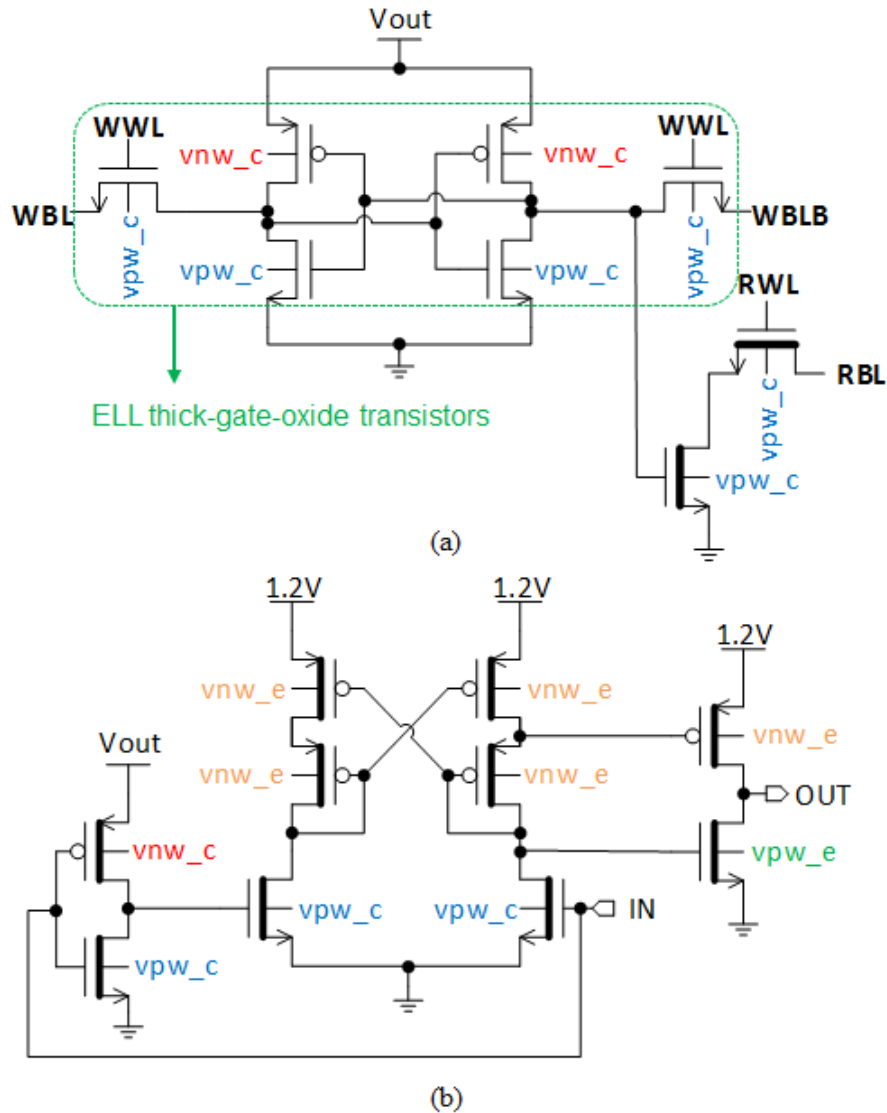 Vout
WWL
WWL
vnw_c
vnw_c
WBL
WBLB
vpw_c
vpw_c
vpw_c
vpw_c
RWL
RBL
vpw_c
ELL thick-gate-oxide transistors
vpw_c
(a)
1.2V
1.2V
1.2V
vnw_e
vnw_e
Vout
vnw_e
vnw_e
vnw_e
OUT
vnw_c
vpw_e
vpw_c
vpw_c
IN
vpw_c
(b)